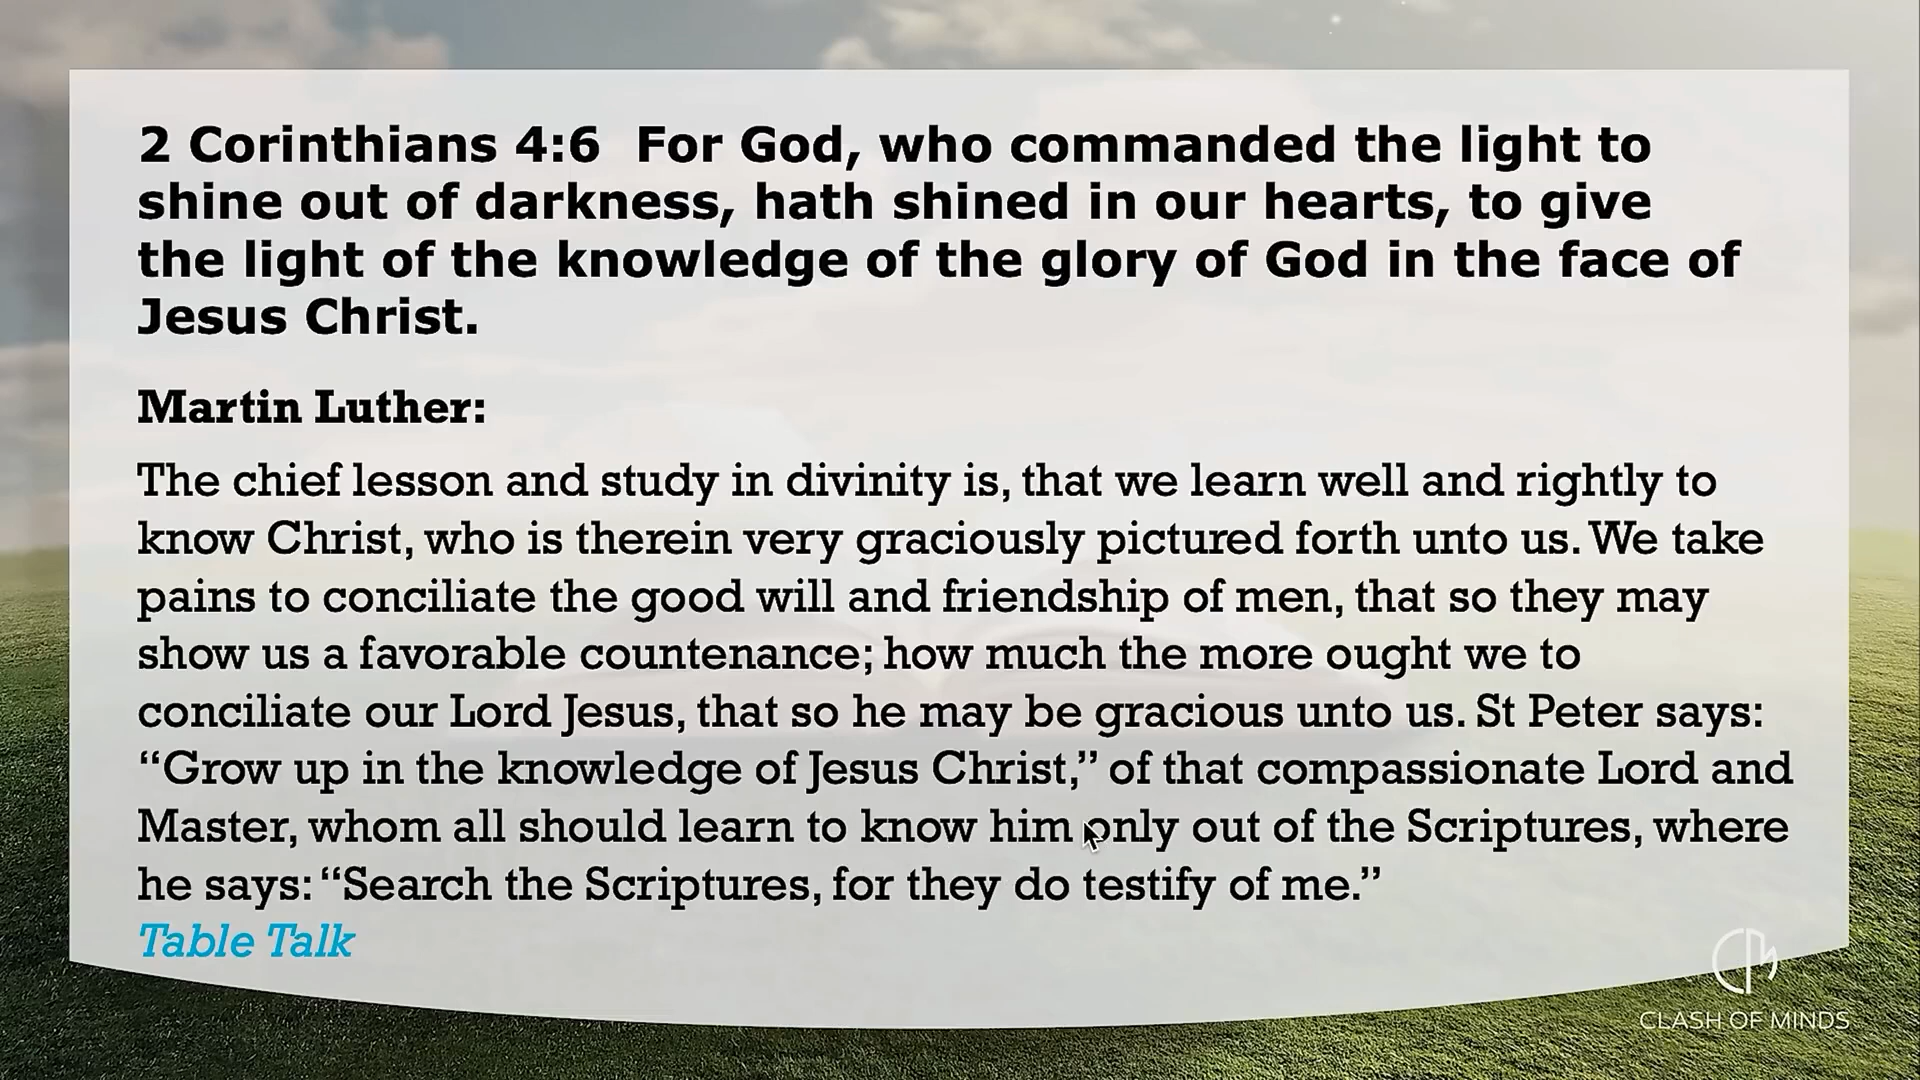 2 Corinthians 4:6  For God, who commanded the light to
shine out of darkness, hath shined in our hearts, to give
the light of the knowledge of the glory of God in the face of
Jesus Christ.
Martin Luther:
The chief lesson and study in divinity is, that we learn well and rightly to
know Christ, who is therein very graciously pictured forth unto us. We take
pains to conciliate the good will and friendship of men, that so they may
show us a favorable countenance; how much the more ought we to
conciliate our Lord Jesus, that so he may be gracious unto us. St Peter says:
“Grow up in the knowledge of Jesus Christ,” of that compassionate Lord and
Master, whom all should learn to know him only out of the Scriptures, where
he says: “Search the Scriptures, for they do testify of me.”
Table Talk
CLASH OF MINDS